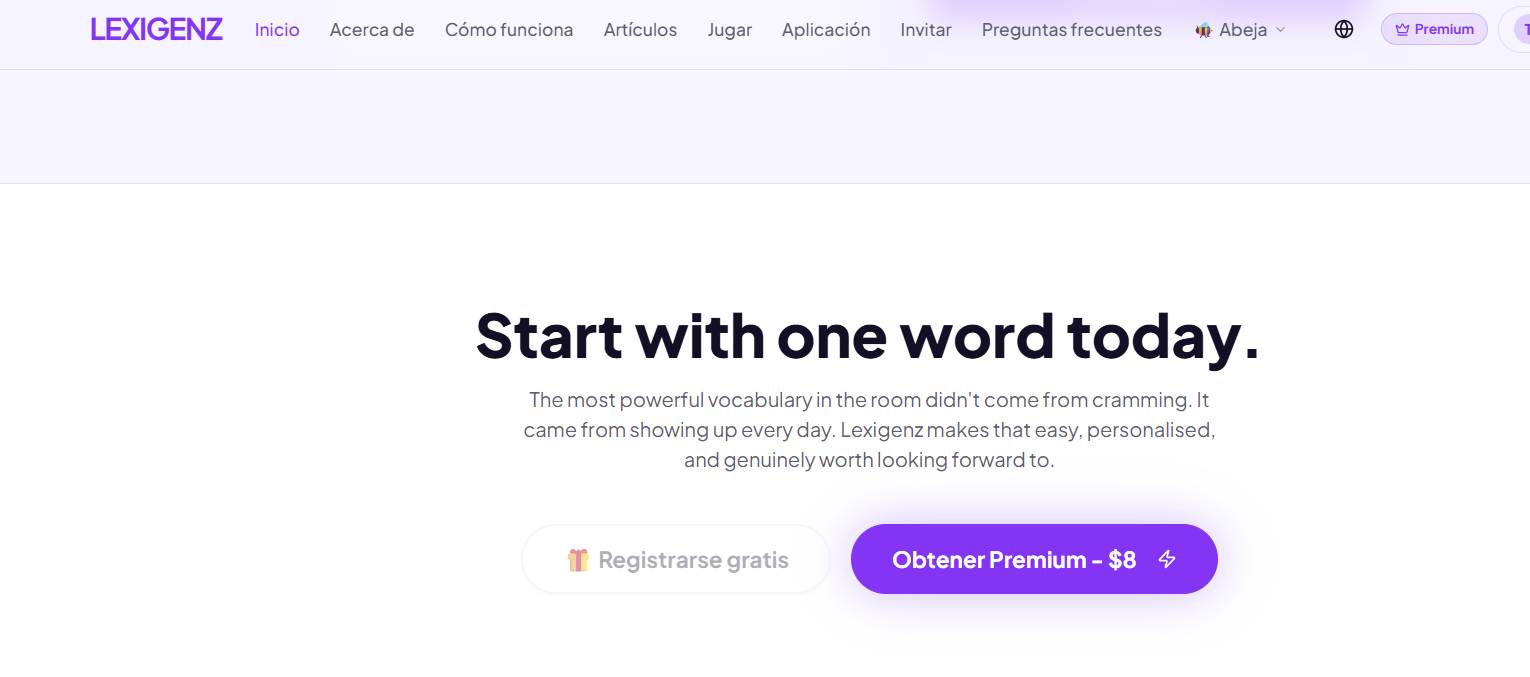 LEXIGENZ Inicio Acerca de Cómo funciona Artículos Jugar Aplicación Invitar Preguntas frecuentes Abeja Premium
Start with one word today.
The most powerful vocabulary in the room didn't come from cramming. It
came from showing up every day. Lexigenz makes that easy, personalised,
and genuinely worth looking forward to.
Registrarse gratis Obtener Premium - $8